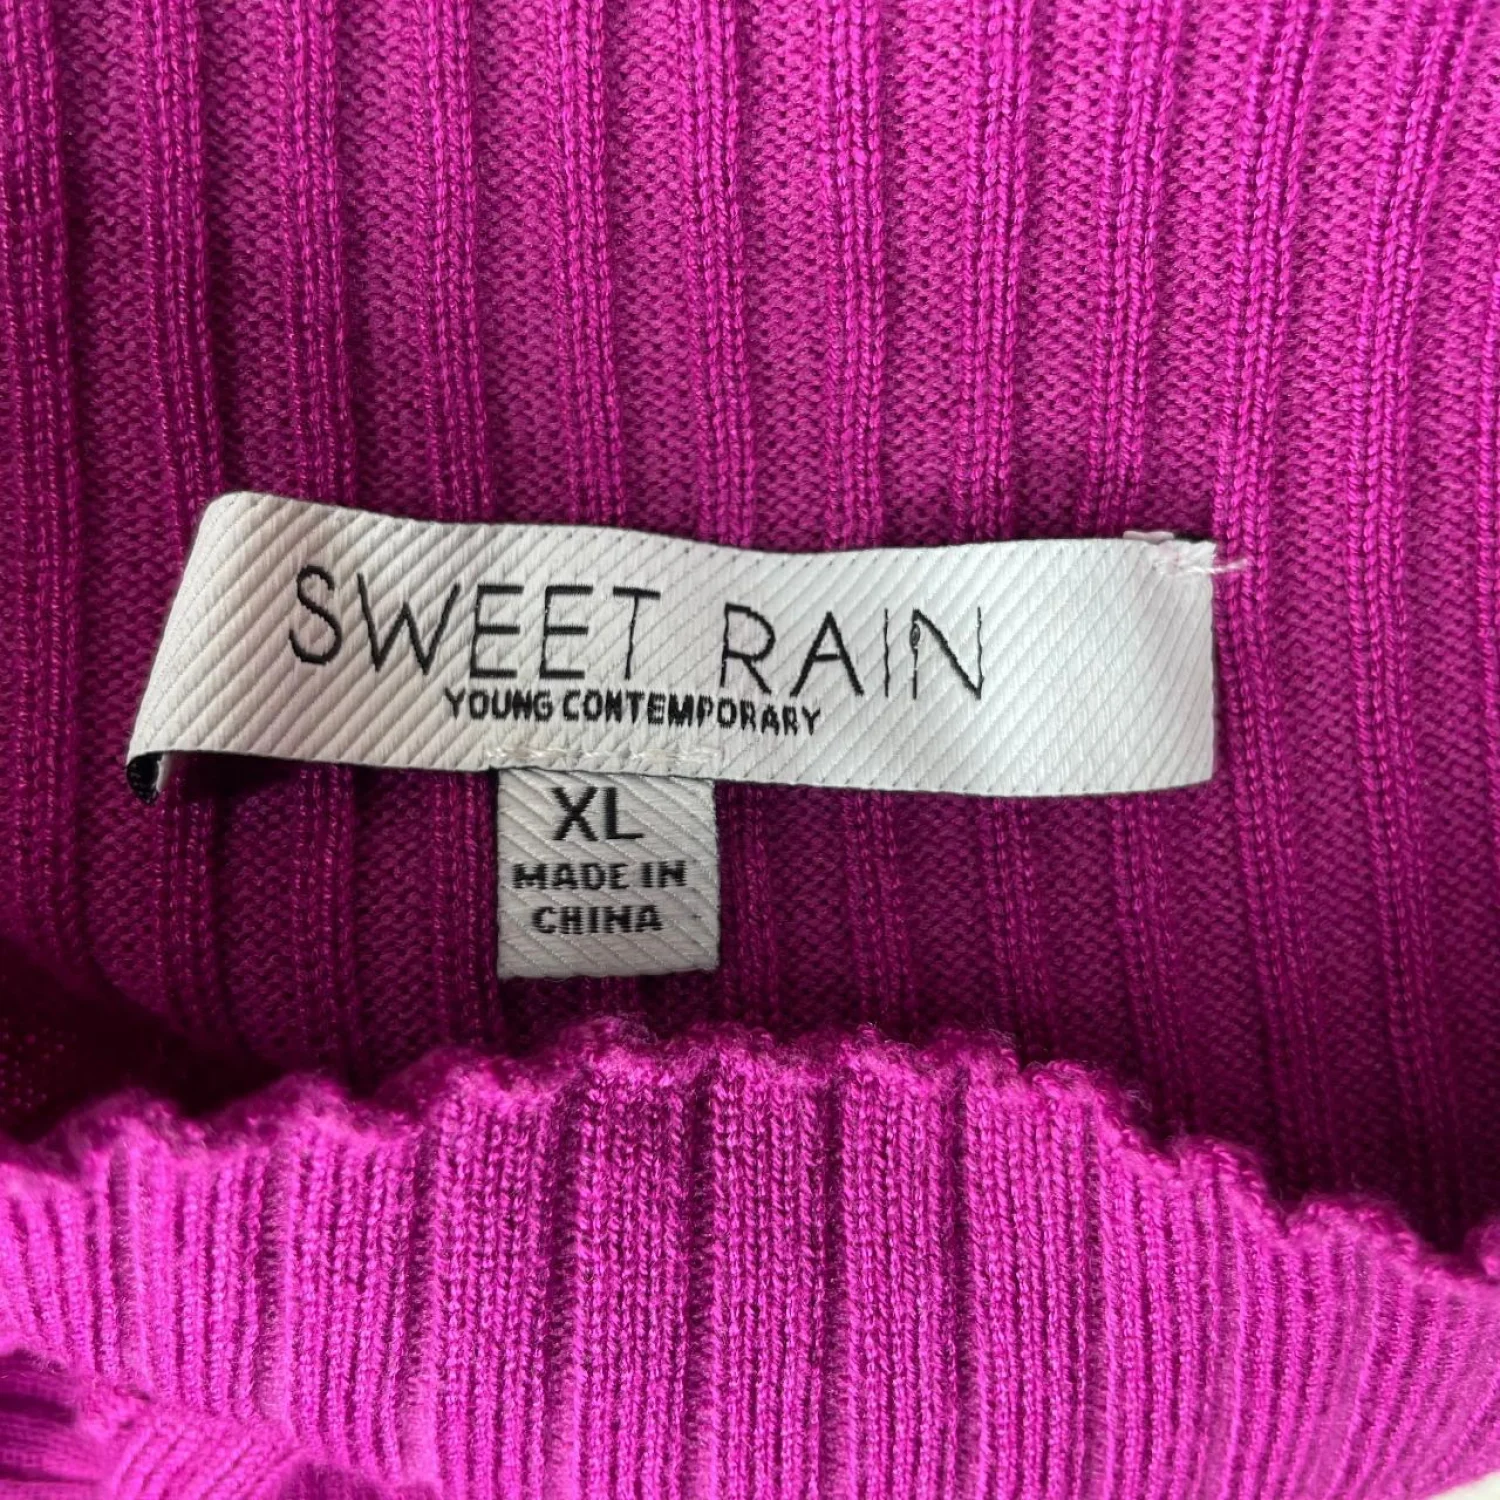 SWEET RAIN
YOUNG CONTEMPORARY
XL
MADE IN
CHINA